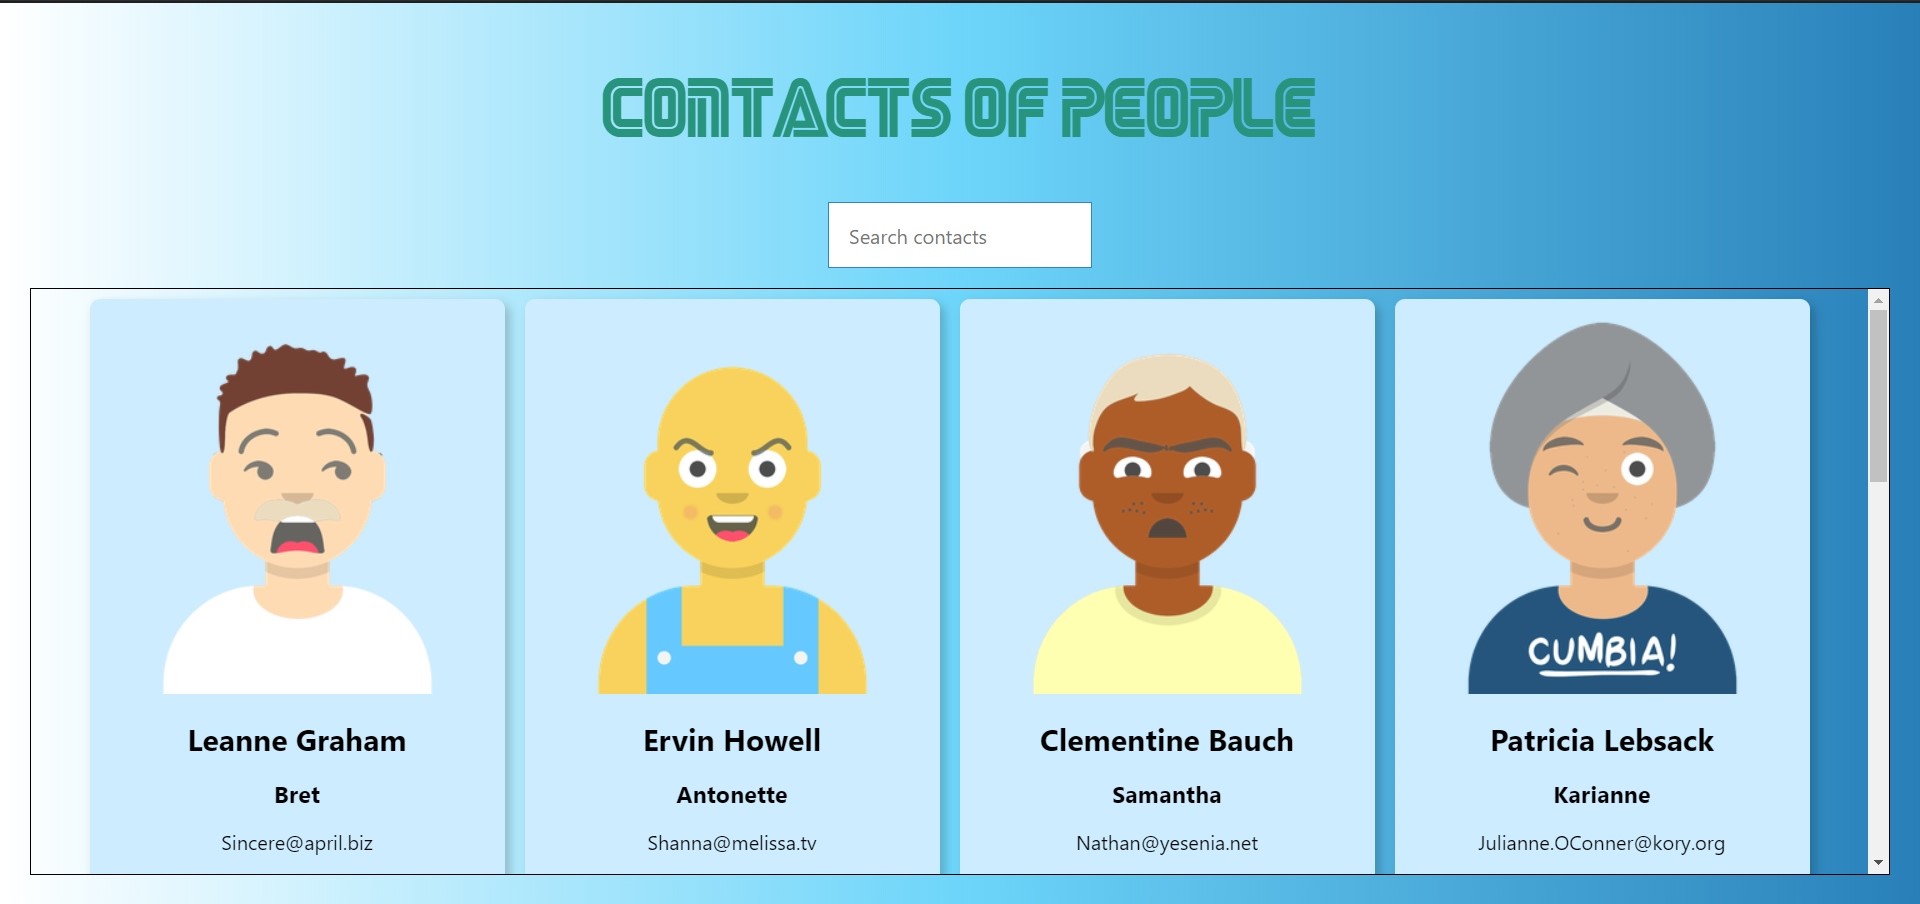 CONTACTS OF PEOPLE
Search contacts
CUMBIA!
Leanne Graham
Ervin Howell
Clementine Bauch
Patricia Lebsack
Bret
Antonette
Samantha
Karianne
Sincere@april.biz
Shanna@melissa.tv
Nathan@yesenia.net
Julianne.OConner@kory.org